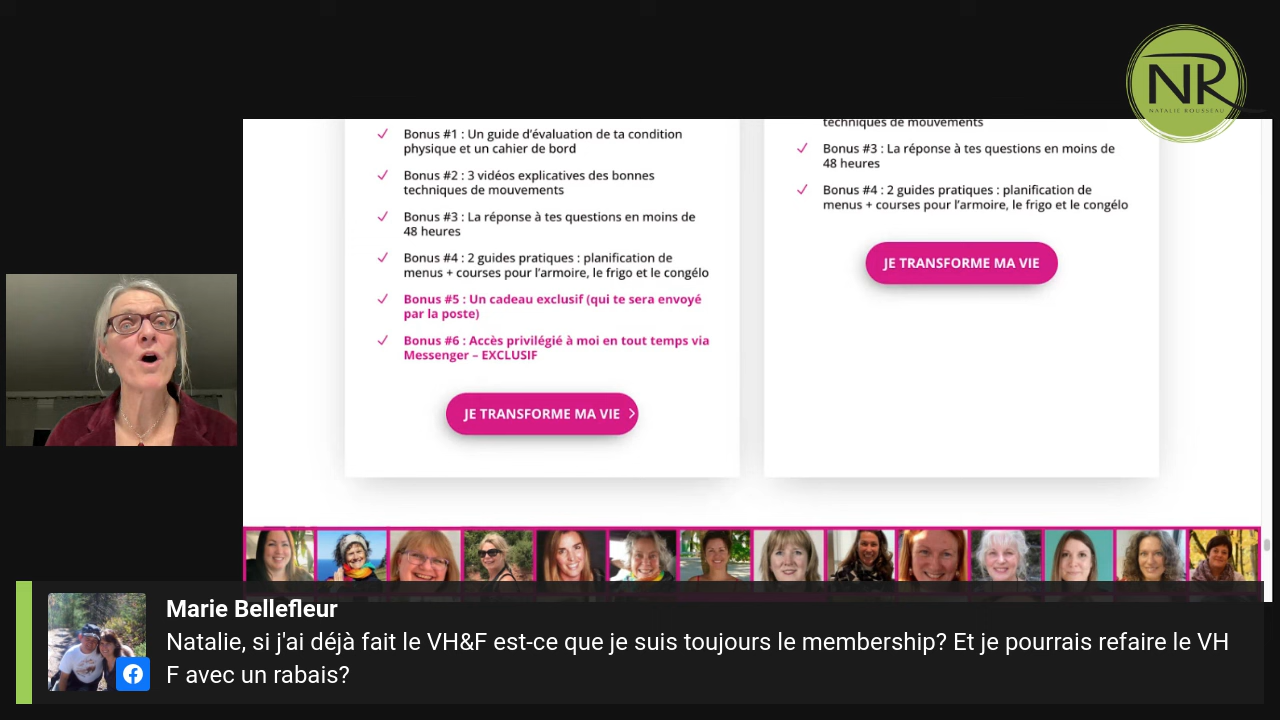 NR
NATALIE ROUSSEAU
Bonus #1 : Un guide d'évaluation de ta condition
physique et un cahier de bord
Bonus #2 : 3 vidéos explicatives des bonnes
techniques de mouvements
Bonus #3 : La réponse à tes questions en moins de
48 heures
Bonus #4 : 2 guides pratiques : planification de
menus + courses pour l'armoire, le frigo et le congélo
Bonus #5 : Un cadeau exclusif (qui te sera envoyé
par la poste)
Bonus #6 : Accès privilégié à moi en tout temps via
Messenger – EXCLUSIF
JE TRANSFORME MA VIE
techniques de mouvements
Bonus #3 : La réponse à tes questions en moins de
48 heures
Bonus #4 : 2 guides pratiques : planification de
menus + courses pour l'armoire, le frigo et le congélo
JE TRANSFORME MA VIE
Marie Bellefleur
Natalie, si j'ai déjà fait le VH&F est-ce que je suis toujours le membership? Et je pourrais refaire le VH
F avec un rabais?